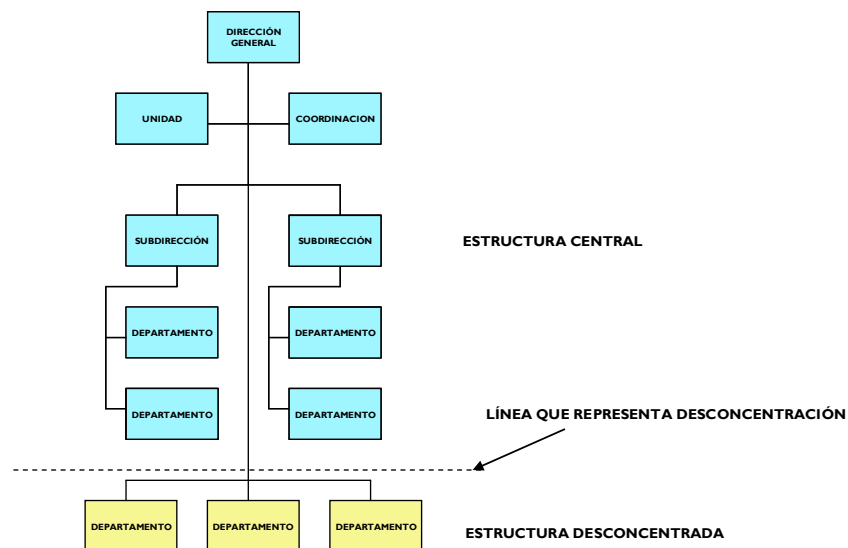 DIRECCIÓN
GENERAL
UNIDAD
COORDINACION
SUBDIRECCIÓN
SUBDIRECCIÓN
ESTRUCTURA CENTRAL
DEPARTAMENTO
DEPARTAMENTO
DEPARTAMENTO
DEPARTAMENTO
LÍNEA QUE REPRESENTA DESCONCENTRACIÓN
DEPARTAMENTO
DEPARTAMENTO
DEPARTAMENTO
ESTRUCTURA DESCONCENTRADA